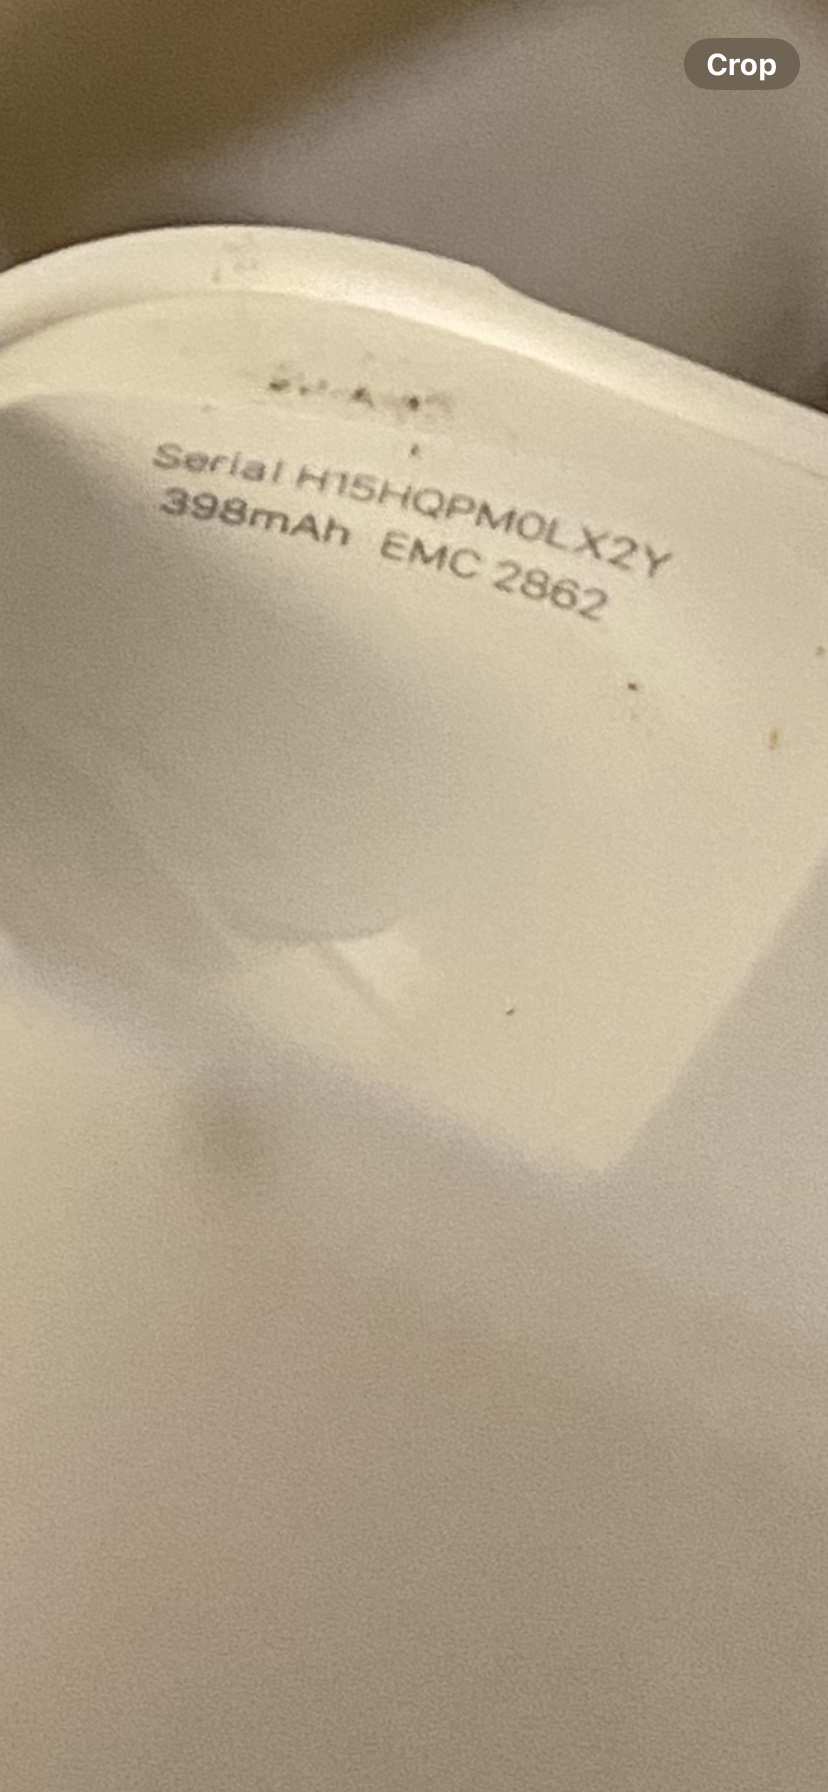 Crop
Serial H15HQPM0LX2Y
398mAh EMC 2862